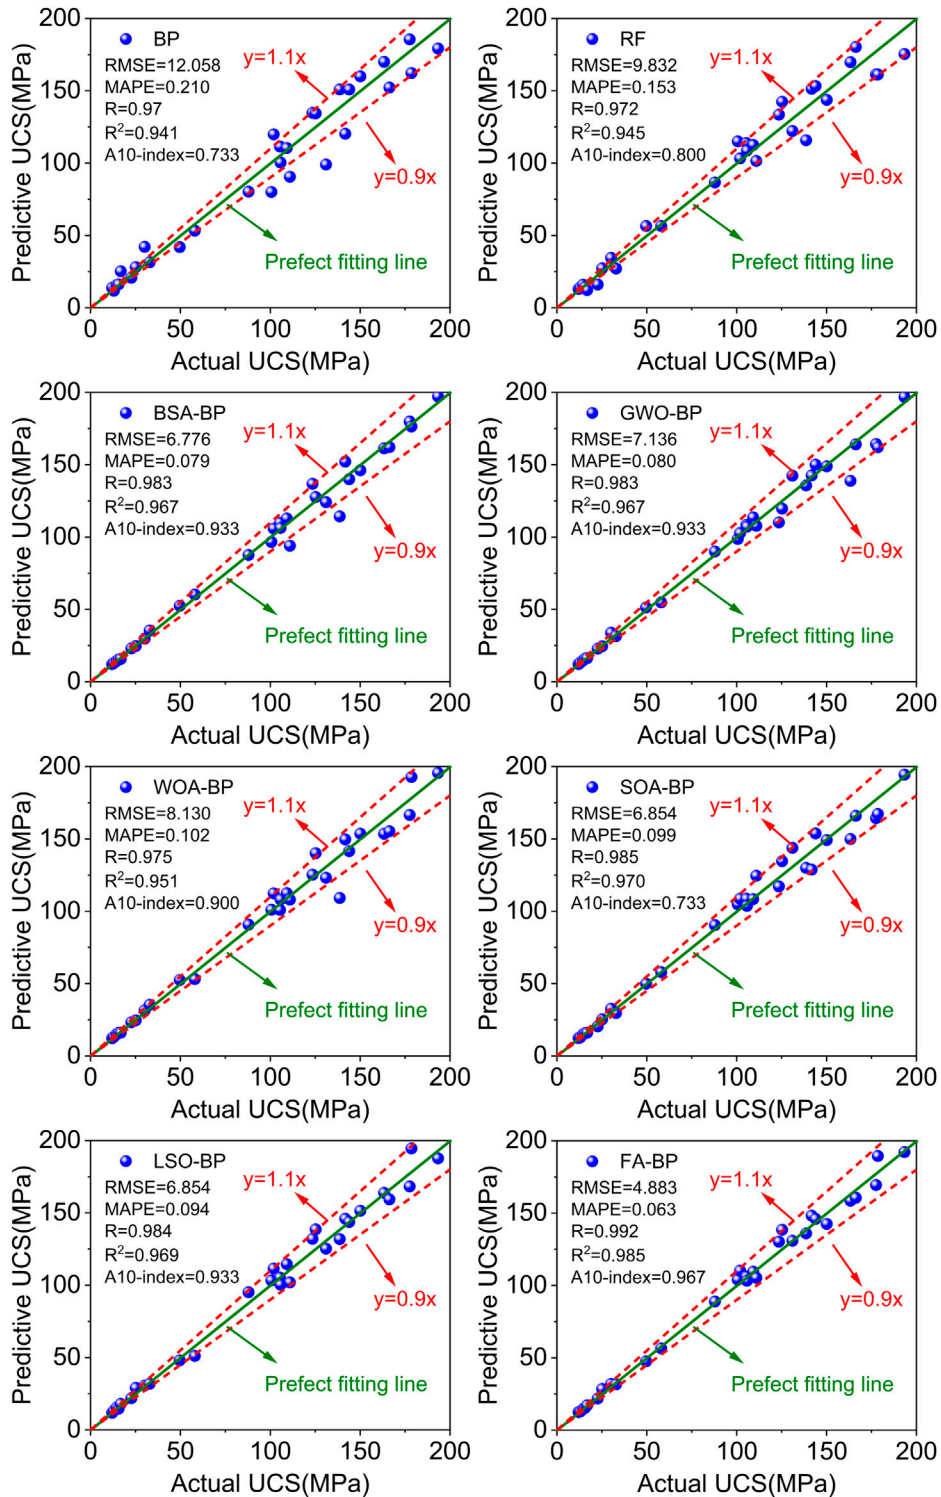 BP
RMSE=12.058
MAPE=0.210
R=0.97
R²=0.941
A10-index=0.733
y=1.1x
y=0.9x
Prefect fitting line
Predictive UCS(MPa)
200
150
100
50
0
0 50 100 150 200
Actual UCS(MPa)
RF
RMSE=9.832
MAPE=0.153
R=0.972
R²=0.945
A10-index=0.800
y=1.1x
y=0.9x
Prefect fitting line
Predictive UCS(MPa)
200
150
100
50
0
0 50 100 150 200
Actual UCS(MPa)
BSA-BP
RMSE=6.776
MAPE=0.079
R=0.983
R²=0.967
A10-index=0.933
y=1.1x
y=0.9x
Prefect fitting line
Predictive UCS(MPa)
200
150
100
50
0
0 50 100 150 200
Actual UCS(MPa)
GWO-BP
RMSE=7.136
MAPE=0.080
R=0.983
R²=0.967
A10-index=0.933
y=1.1x
y=0.9x
Prefect fitting line
Predictive UCS(MPa)
200
150
100
50
0
0 50 100 150 200
Actual UCS(MPa)
WOA-BP
RMSE=8.130
MAPE=0.102
R=0.975
R²=0.951
A10-index=0.900
y=1.1x
y=0.9x
Prefect fitting line
Predictive UCS(MPa)
200
150
100
50
0
0 50 100 150 200
Actual UCS(MPa)
SOA-BP
RMSE=6.854
MAPE=0.099
R=0.985
R²=0.970
A10-index=0.733
y=1.1x
y=0.9x
Prefect fitting line
Predictive UCS(MPa)
200
150
100
50
0
0 50 100 150 200
Actual UCS(MPa)
LSO-BP
RMSE=6.854
MAPE=0.094
R=0.984
R²=0.969
A10-index=0.933
y=1.1x
y=0.9x
Prefect fitting line
Predictive UCS(MPa)
200
150
100
50
0
0 50 100 150 200
Actual UCS(MPa)
FA-BP
RMSE=4.883
MAPE=0.063
R=0.992
R²=0.985
A10-index=0.967
y=1.1x
y=0.9x
Prefect fitting line
Predictive UCS(MPa)
200
150
100
50
0
0 50 100 150 200
Actual UCS(MPa)